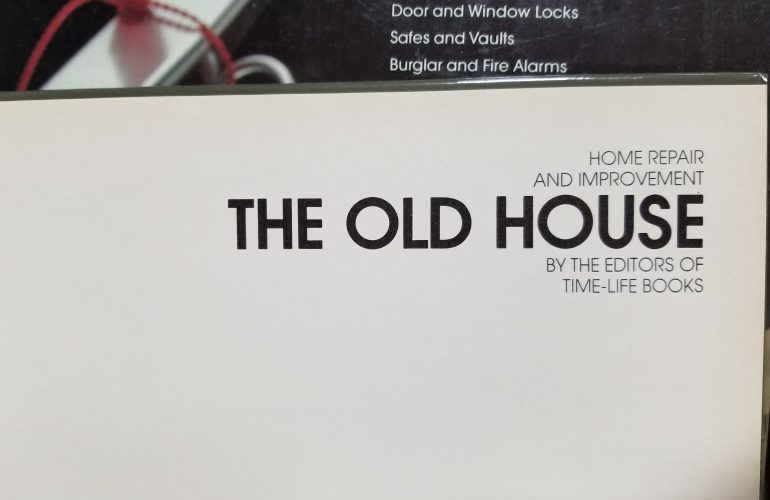 Door and Window Locks
Safes and Vaults
Burglar and Fire Alarms
HOME REPAIR
AND IMPROVEMENT
THE OLD HOUSE
BY THE EDITORS OF
TIME-LIFE BOOKS